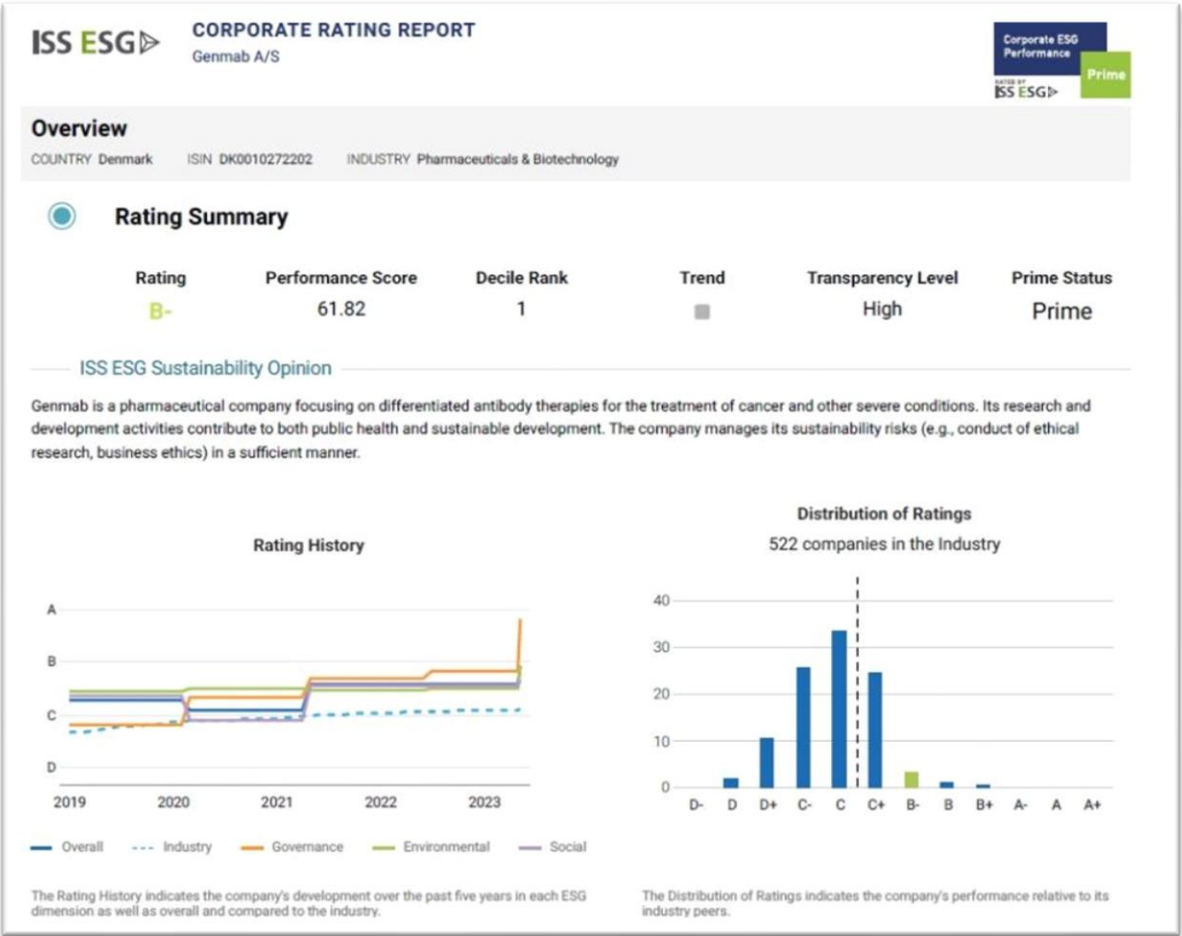 ISS ESG
CORPORATE RATING REPORT
Genmab A/S
Corporate ESG
Performance
Prime
RATED BY
ISS ESG
Overview
COUNTRY Denmark ISIN DK0010272202 INDUSTRY Pharmaceuticals & Biotechnology
Rating Summary
Rating Performance Score Decile Rank Trend Transparency Level Prime Status
B- 61.82 1 High Prime
ISS ESG Sustainability Opinion
Genmab is a pharmaceutical company focusing on differentiated antibody therapies for the treatment of cancer and other severe conditions. Its research and
development activities contribute to both public health and sustainable development. The company manages its sustainability risks (e.g., conduct of ethical
research, business ethics) in a sufficient manner.
Rating History
A
B
C
D
2019 2020 2021 2022 2023
Overall Industry Governance Environmental Social
The Rating History indicates the company's development over the past five years in each ESG
dimension as well as overall and compared to the industry.
Distribution of Ratings
522 companies in the Industry
40
30
20
10
0
D- D D+ C- C C+ B- B B+ A- A A+
The Distribution of Ratings indicates the company's performance relative to its
industry peers.